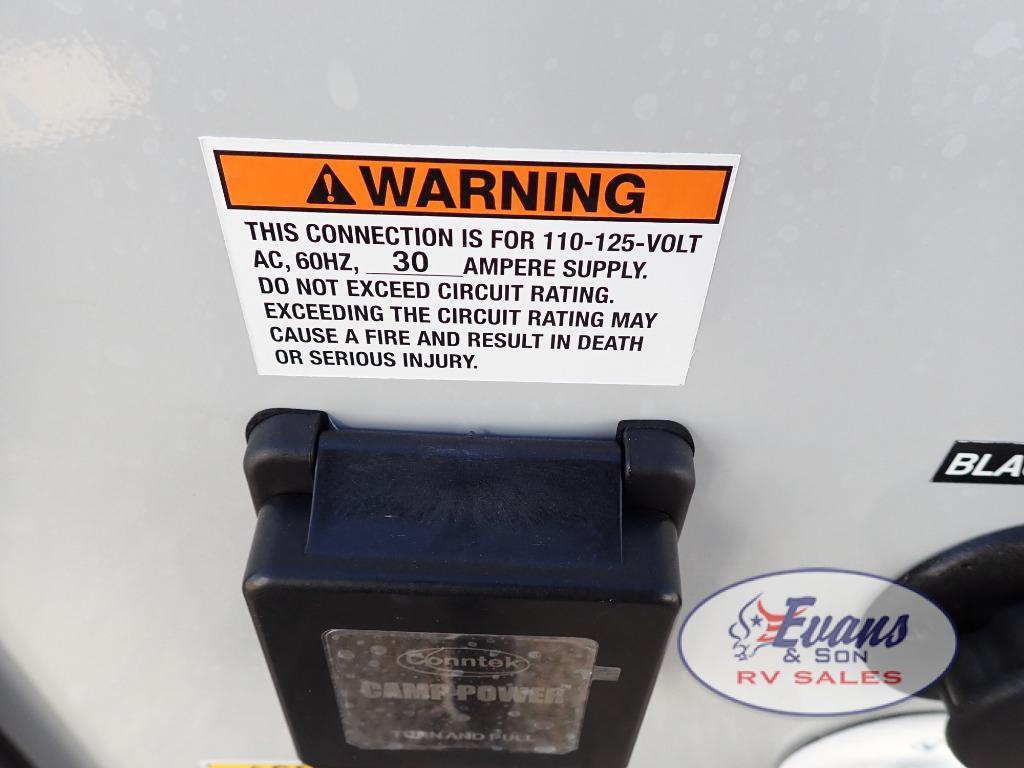 WARNING
THIS CONNECTION IS FOR 110-125-VOLT
AC, 60HZ, 30 AMPERE SUPPLY.
DO NOT EXCEED CIRCUIT RATING.
EXCEEDING THE CIRCUIT RATING MAY
CAUSE A FIRE AND RESULT IN DEATH
OR SERIOUS INJURY.
BLA
Conntek
CAMP POWER
TURN AND PULL
Evans
& SON
RV SALES